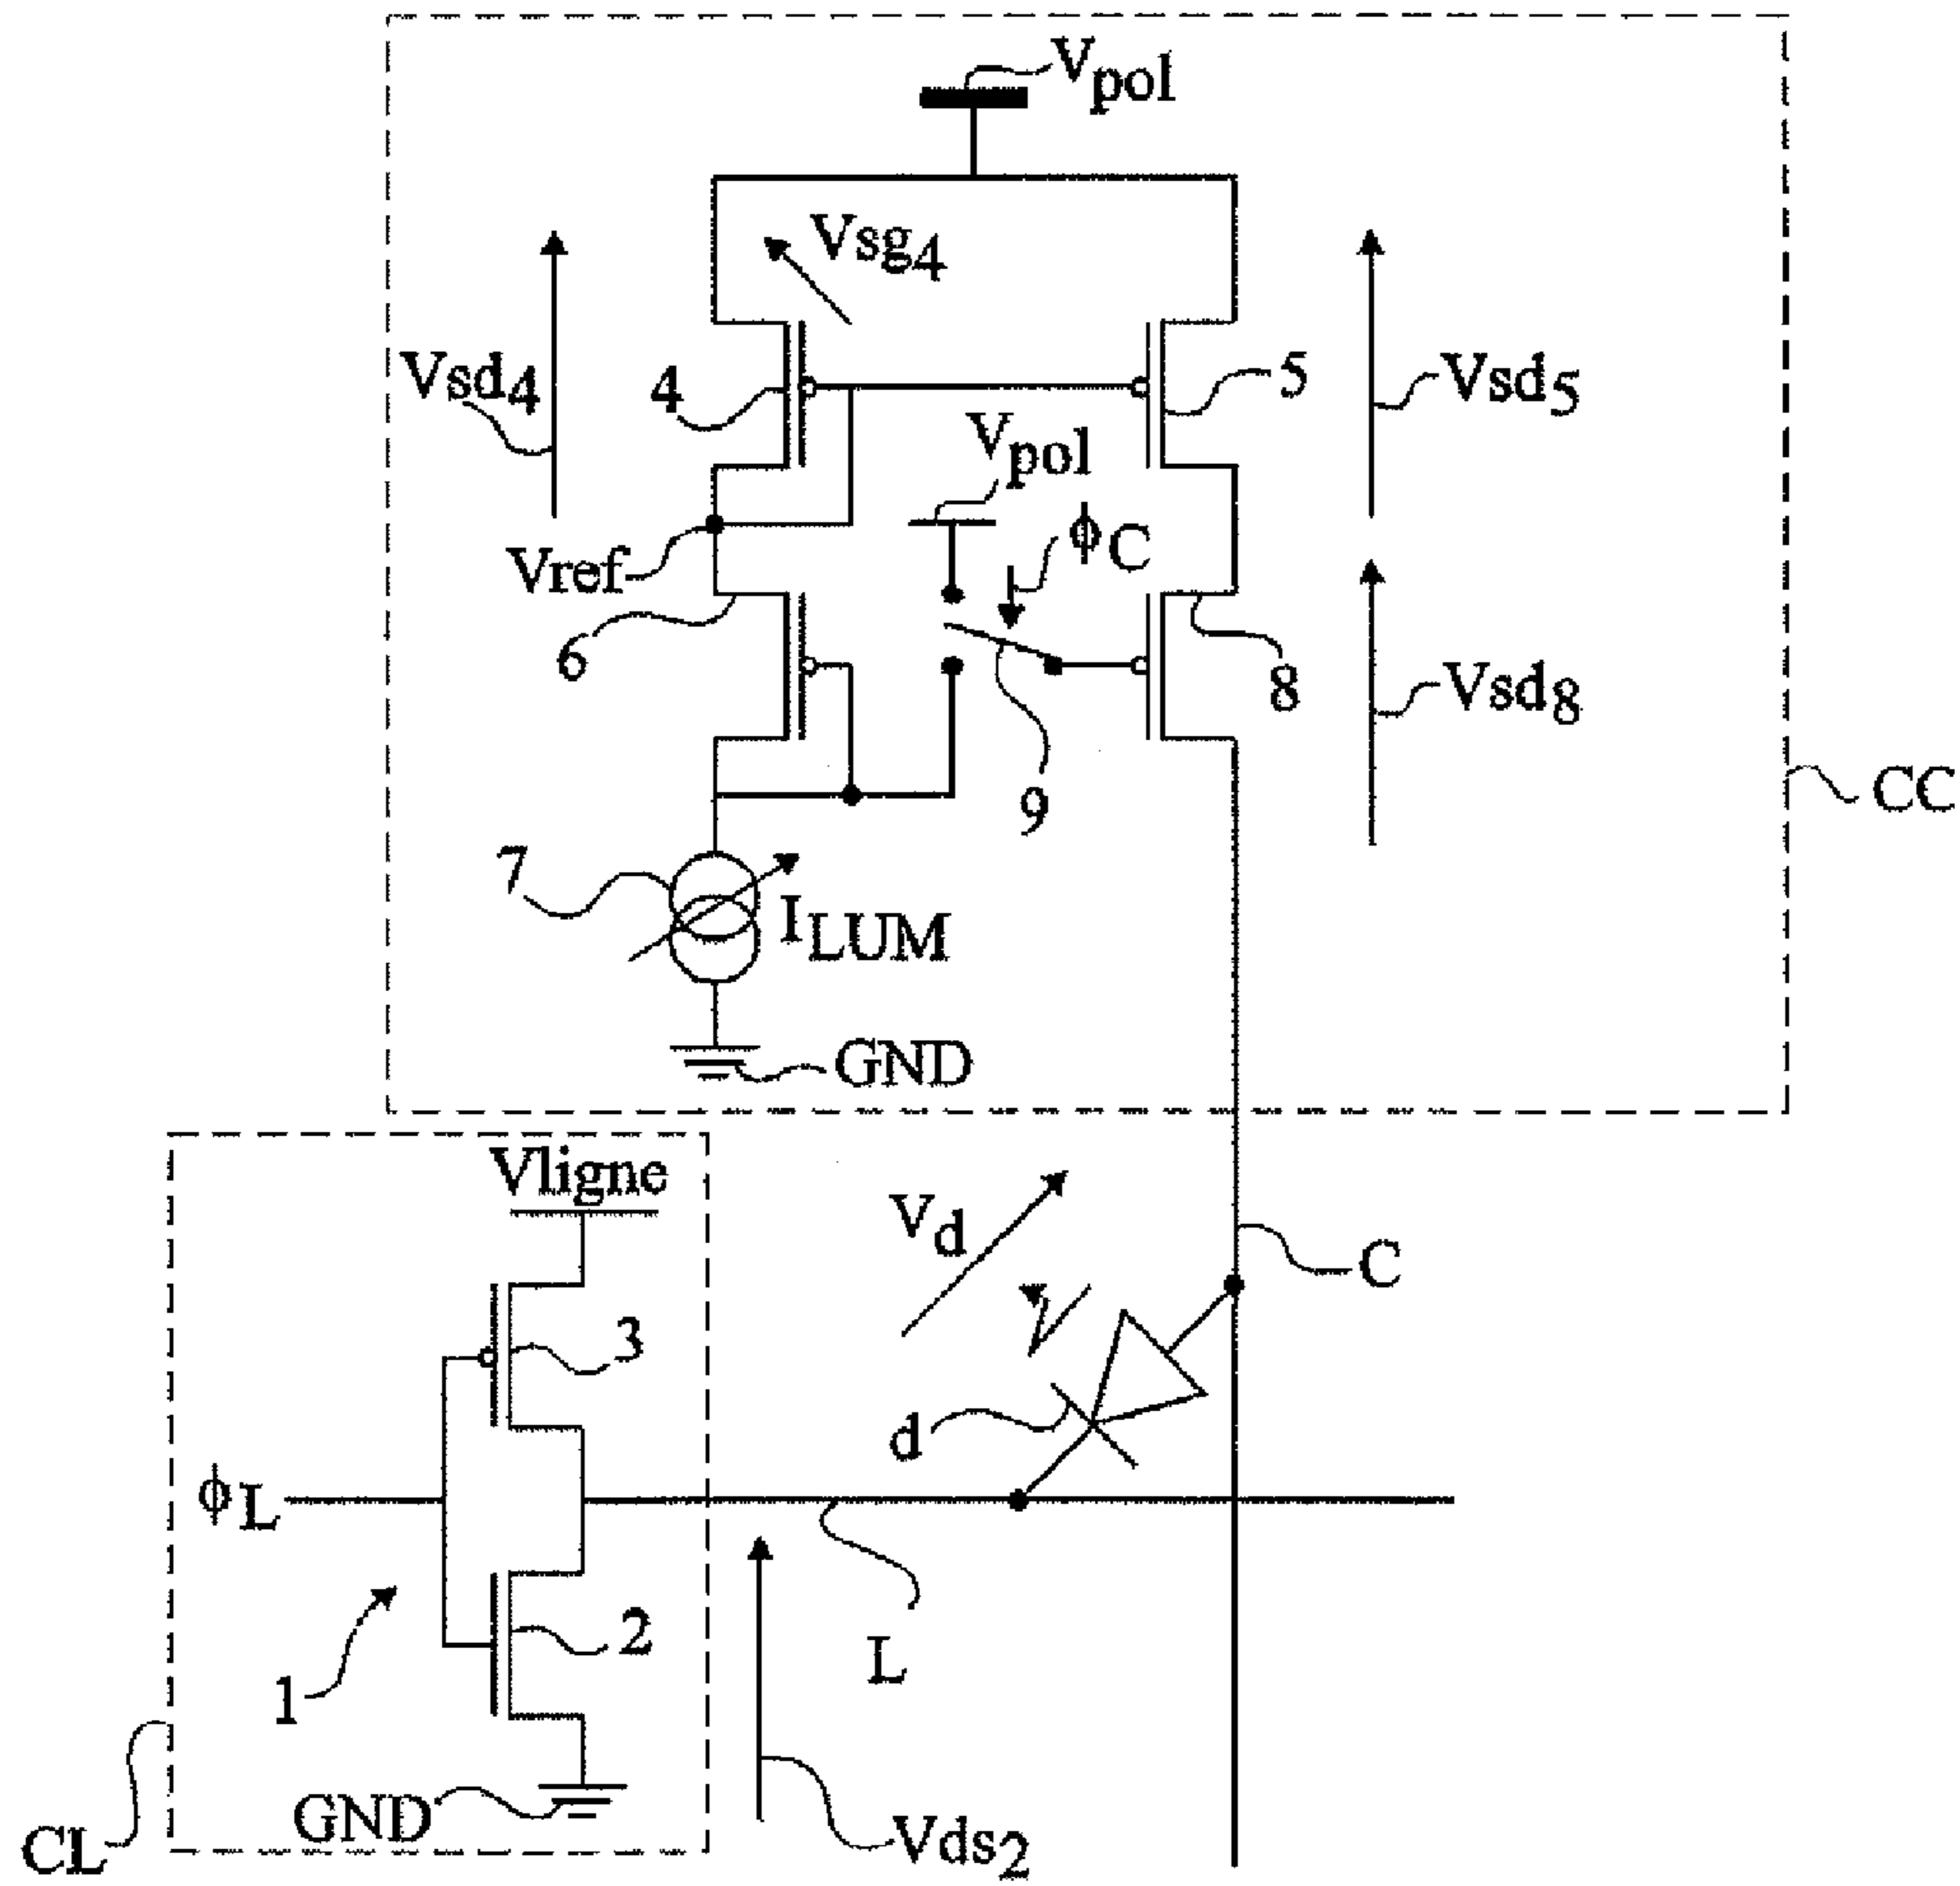 Vpol
Vsg4
Vsd4
4
5
Vsd5
Vpol
ϕC
Vref
6
8
Vsd8
9
CC
7
ILUM
GND
Vligne
Vd
C
3
d
ϕL
1
2
L
GND
CL
Vds2